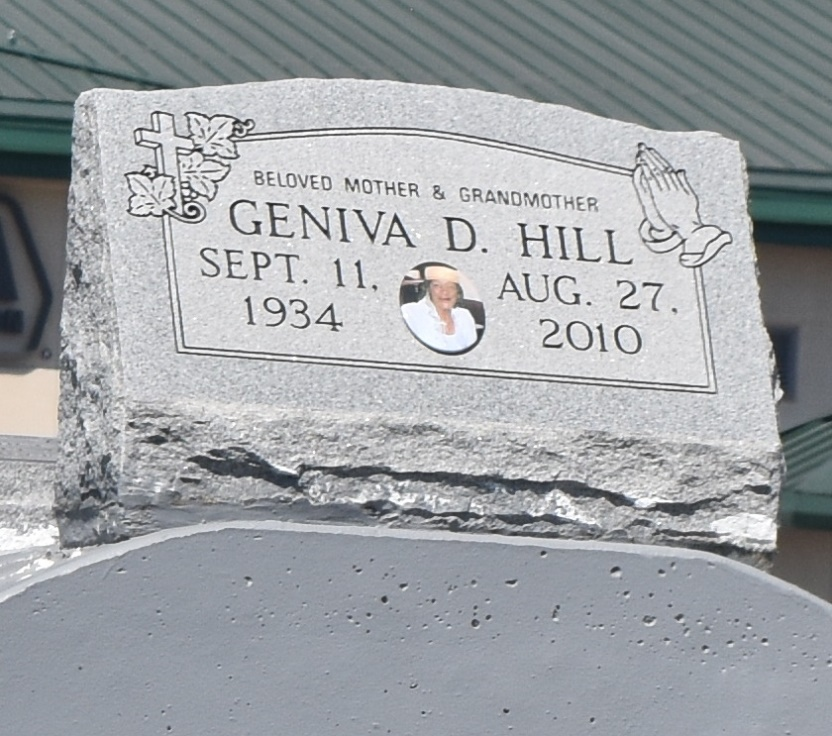 BELOVED MOTHER & GRANDMOTHER
GENIVA D. HILL
SEPT. 11, 1934
AUG. 27, 2010